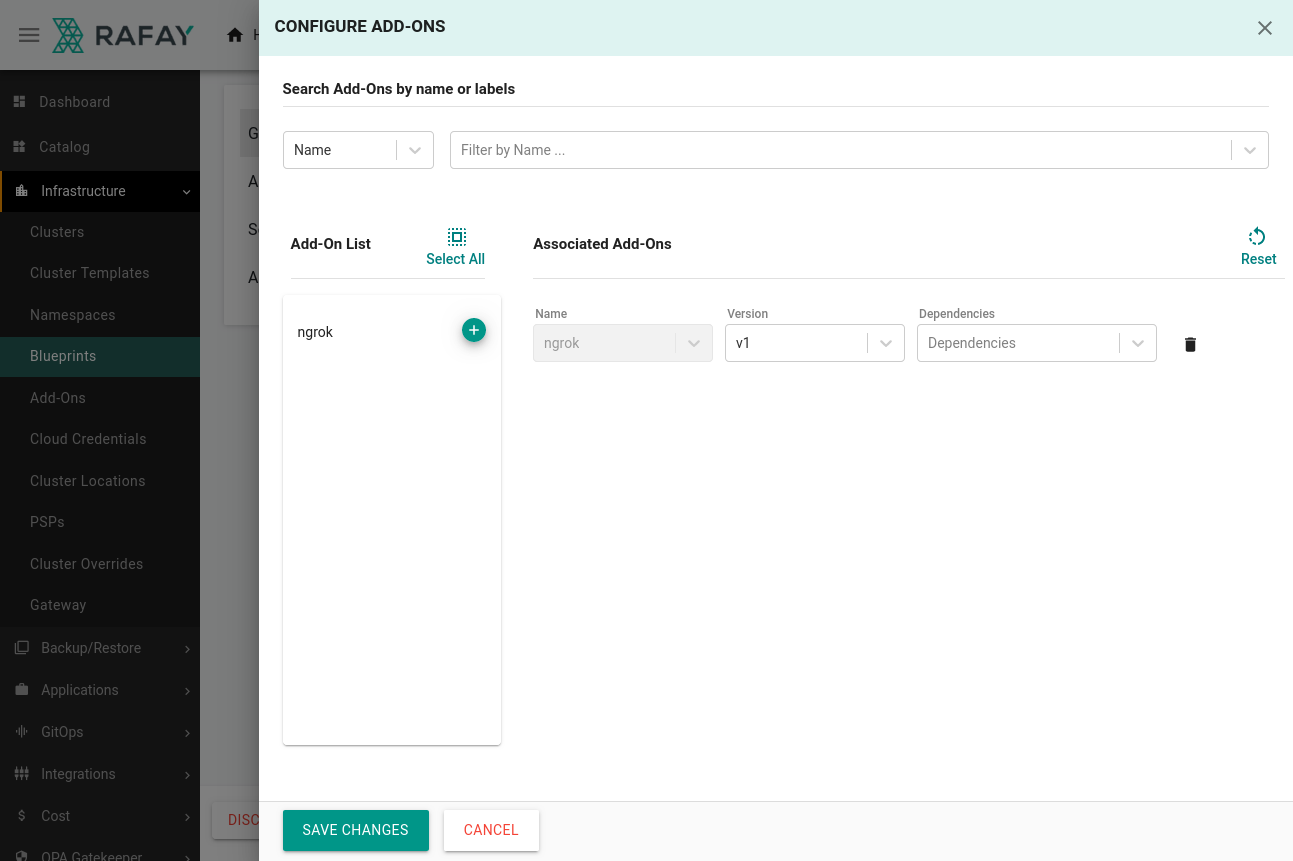 CONFIGURE ADD-ONS
RAFAY
Search Add-Ons by name or labels
Name
Filter by Name ...
Add-On List
Select All
Associated Add-Ons
Reset
ngrok
Name
Version
Dependencies
ngrok
v1
Dependencies
SAVE CHANGES
CANCEL
Dashboard
Catalog
Infrastructure
Clusters
Cluster Templates
Namespaces
Blueprints
Add-Ons
Cloud Credentials
Cluster Locations
PSPs
Cluster Overrides
Gateway
Backup/Restore
Applications
GitOps
Integrations
Cost
OPA Gatekeeper
DISC